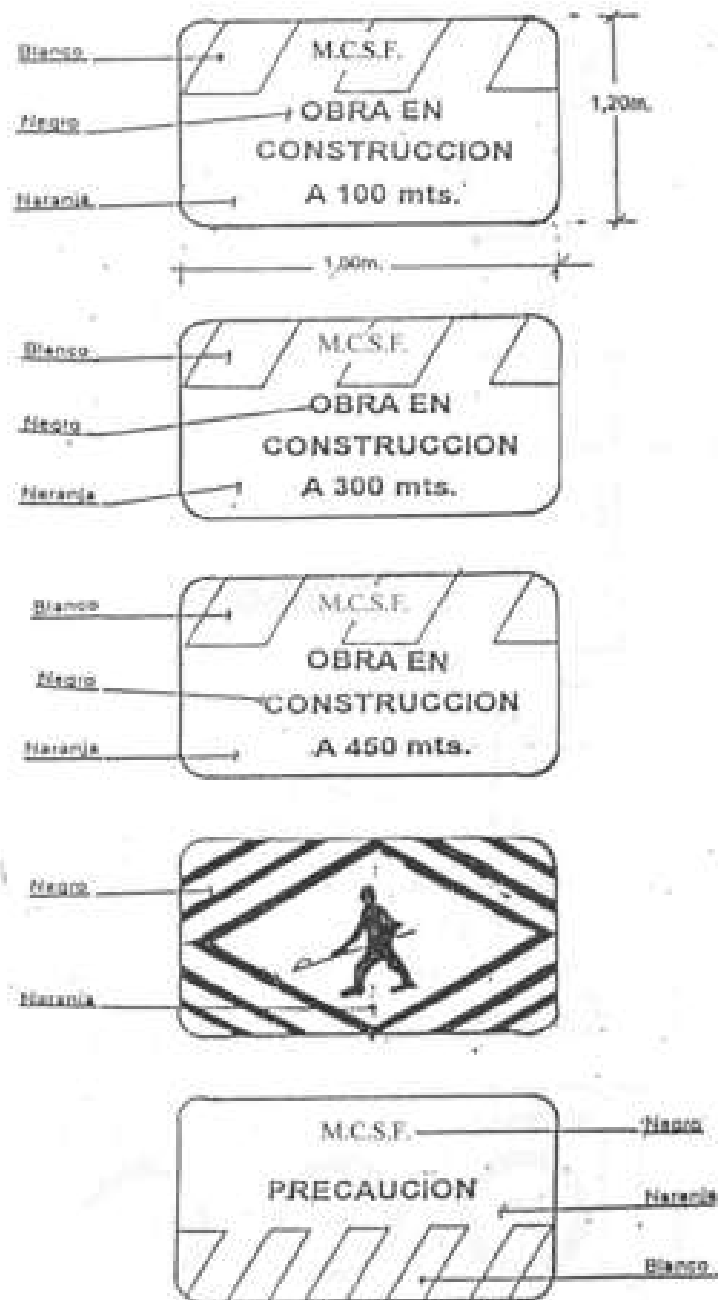 Blanco
M.C.S.F.
Negro
OBRA EN
CONSTRUCCION
Naranja
A 100 mts.
1,20m.
1,00m.
Blanco
M.C.S.F.
Negro
OBRA EN
CONSTRUCCION
Naranja
A 300 mts.
Blanco
M.C.S.F.
Negro
OBRA EN
CONSTRUCCION
Naranja
A 450 mts.
Negro
Naranja
M.C.S.F.
Negro
PRECAUCION
Naranja
Blanco